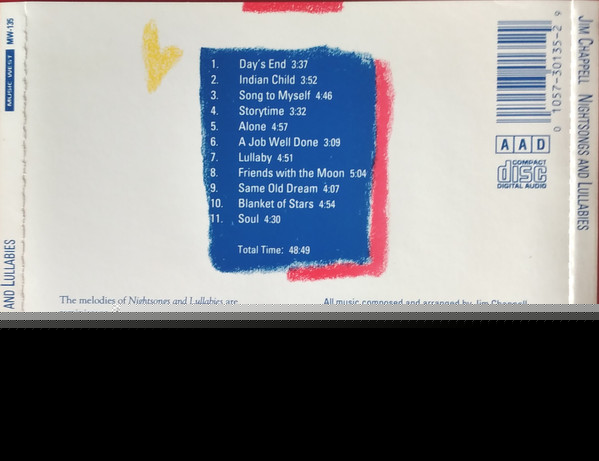 MUSIC WEST MW-135
AND LULLABIES
1. Day's End 3:37
2. Indian Child 3:52
3. Song to Myself 4:46
4. Storytime 3:32
5. Alone 4:57
6. A Job Well Done 3:09
7. Lullaby 4:51
8. Friends with the Moon 5:04
9. Same Old Dream 4:07
10. Blanket of Stars 4:54
11. Soul 4:30
Total Time: 48:49
The melodies of Nightsongs and Lullabies are
All music composed and arranged by Jim Chappell
0 1057-30135-2 9
AAD
COMPACT
disc
DIGITAL AUDIO
JIM CHAPPELL NIGHTSONGS AND LULLABIES